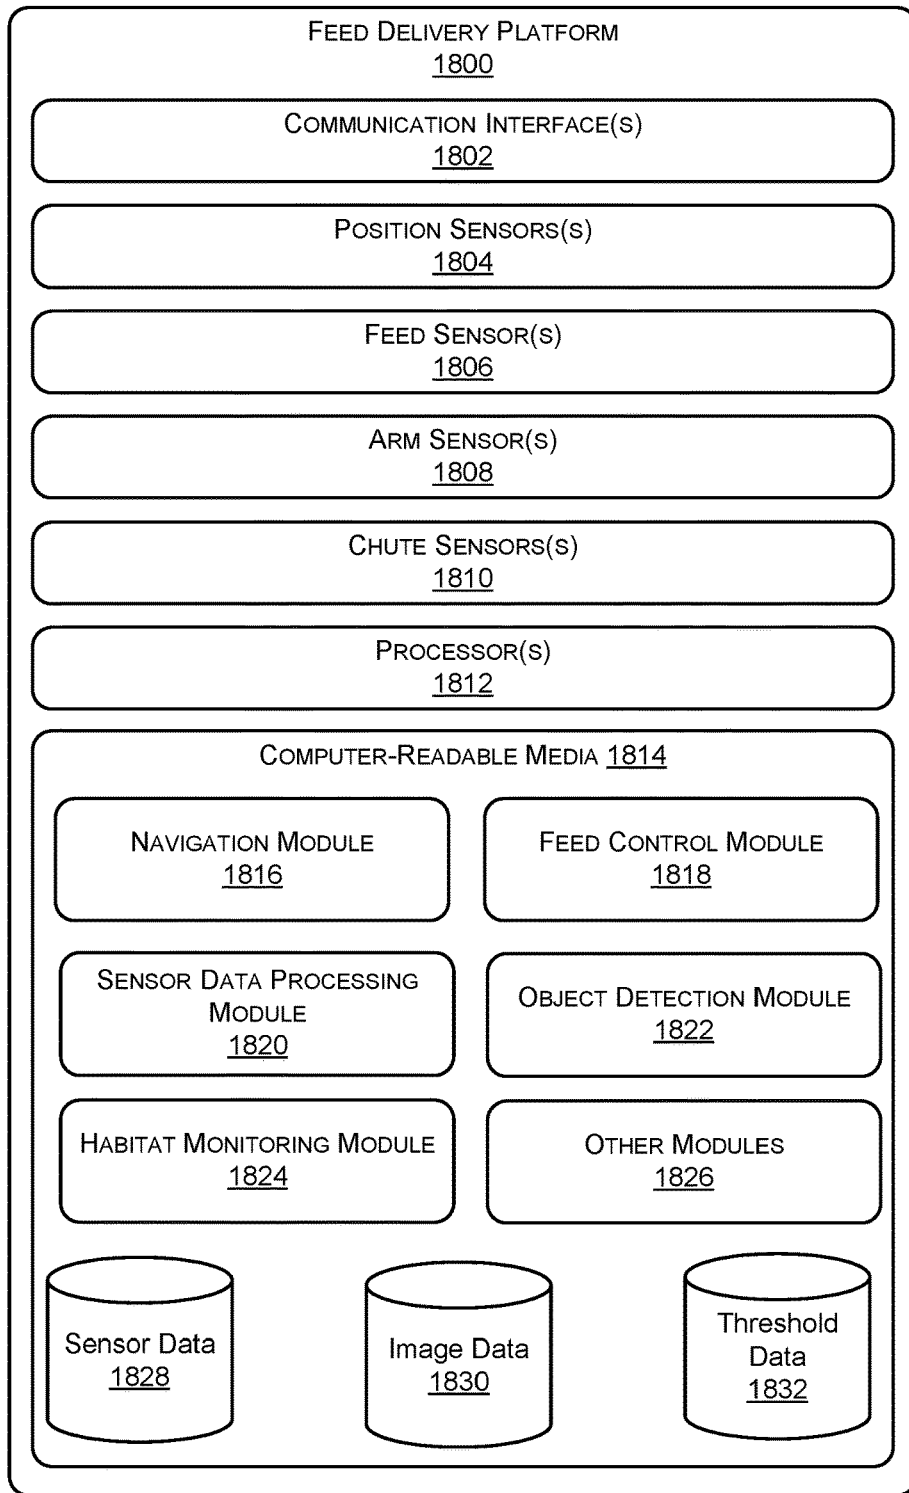 FEED DELIVERY PLATFORM
1800
COMMUNICATION INTERFACE(S)
1802
POSITION SENSORS(S)
1804
FEED SENSOR(S)
1806
ARM SENSOR(S)
1808
CHUTE SENSORS(S)
1810
PROCESSOR(S)
1812
COMPUTER-READABLE MEDIA 1814
NAVIGATION MODULE
1816
FEED CONTROL MODULE
1818
SENSOR DATA PROCESSING
MODULE
1820
OBJECT DETECTION MODULE
1822
HABITAT MONITORING MODULE
1824
OTHER MODULES
1826
Sensor Data
1828
Image Data
1830
Threshold
Data
1832